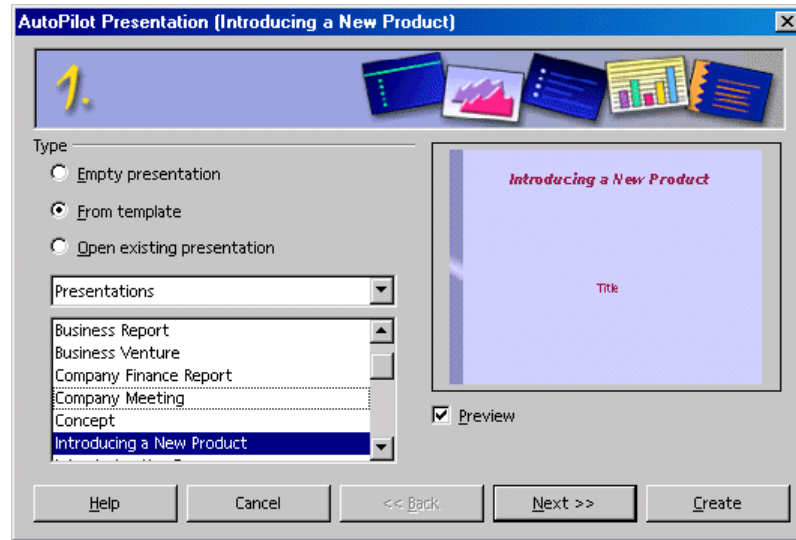 AutoPilot Presentation (Introducing a New Product)
1.
Type
Empty presentation
From template
Open existing presentation
Presentations
Business Report
Business Venture
Company Finance Report
Company Meeting
Concept
Introducing a New Product
Introducing a New Product
Title
Preview
Help
Cancel
<< Back
Next >>
Create